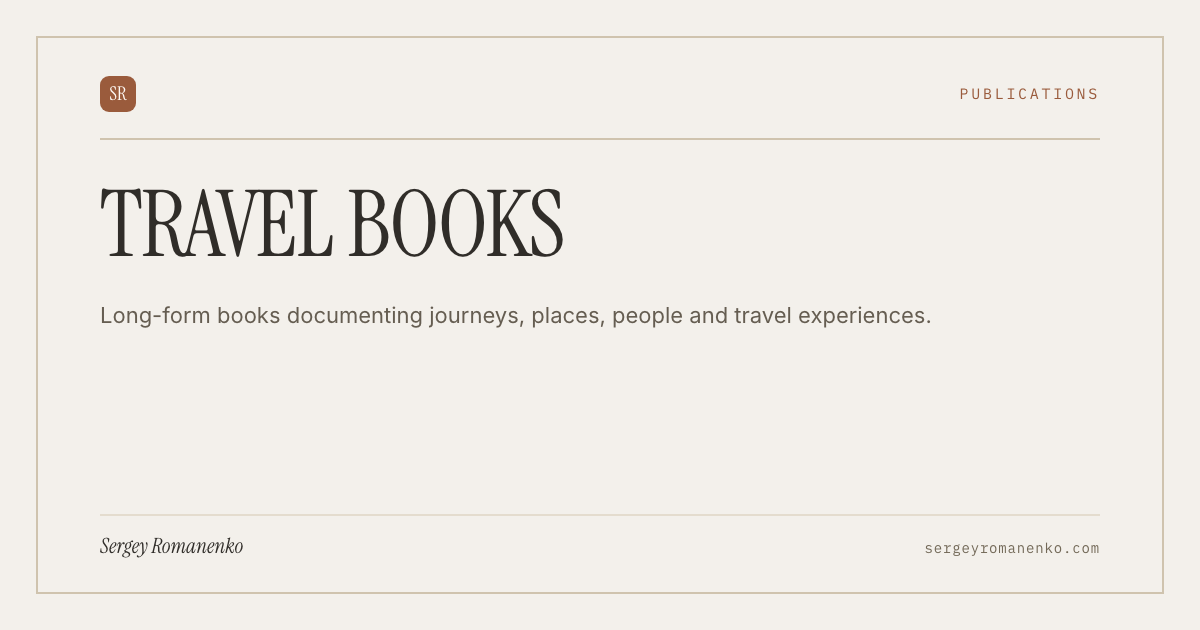 SR
PUBLICATIONS
TRAVEL BOOKS
Long-form books documenting journeys, places, people and travel experiences.
Sergey Romanenko
sergeyromanenko.com